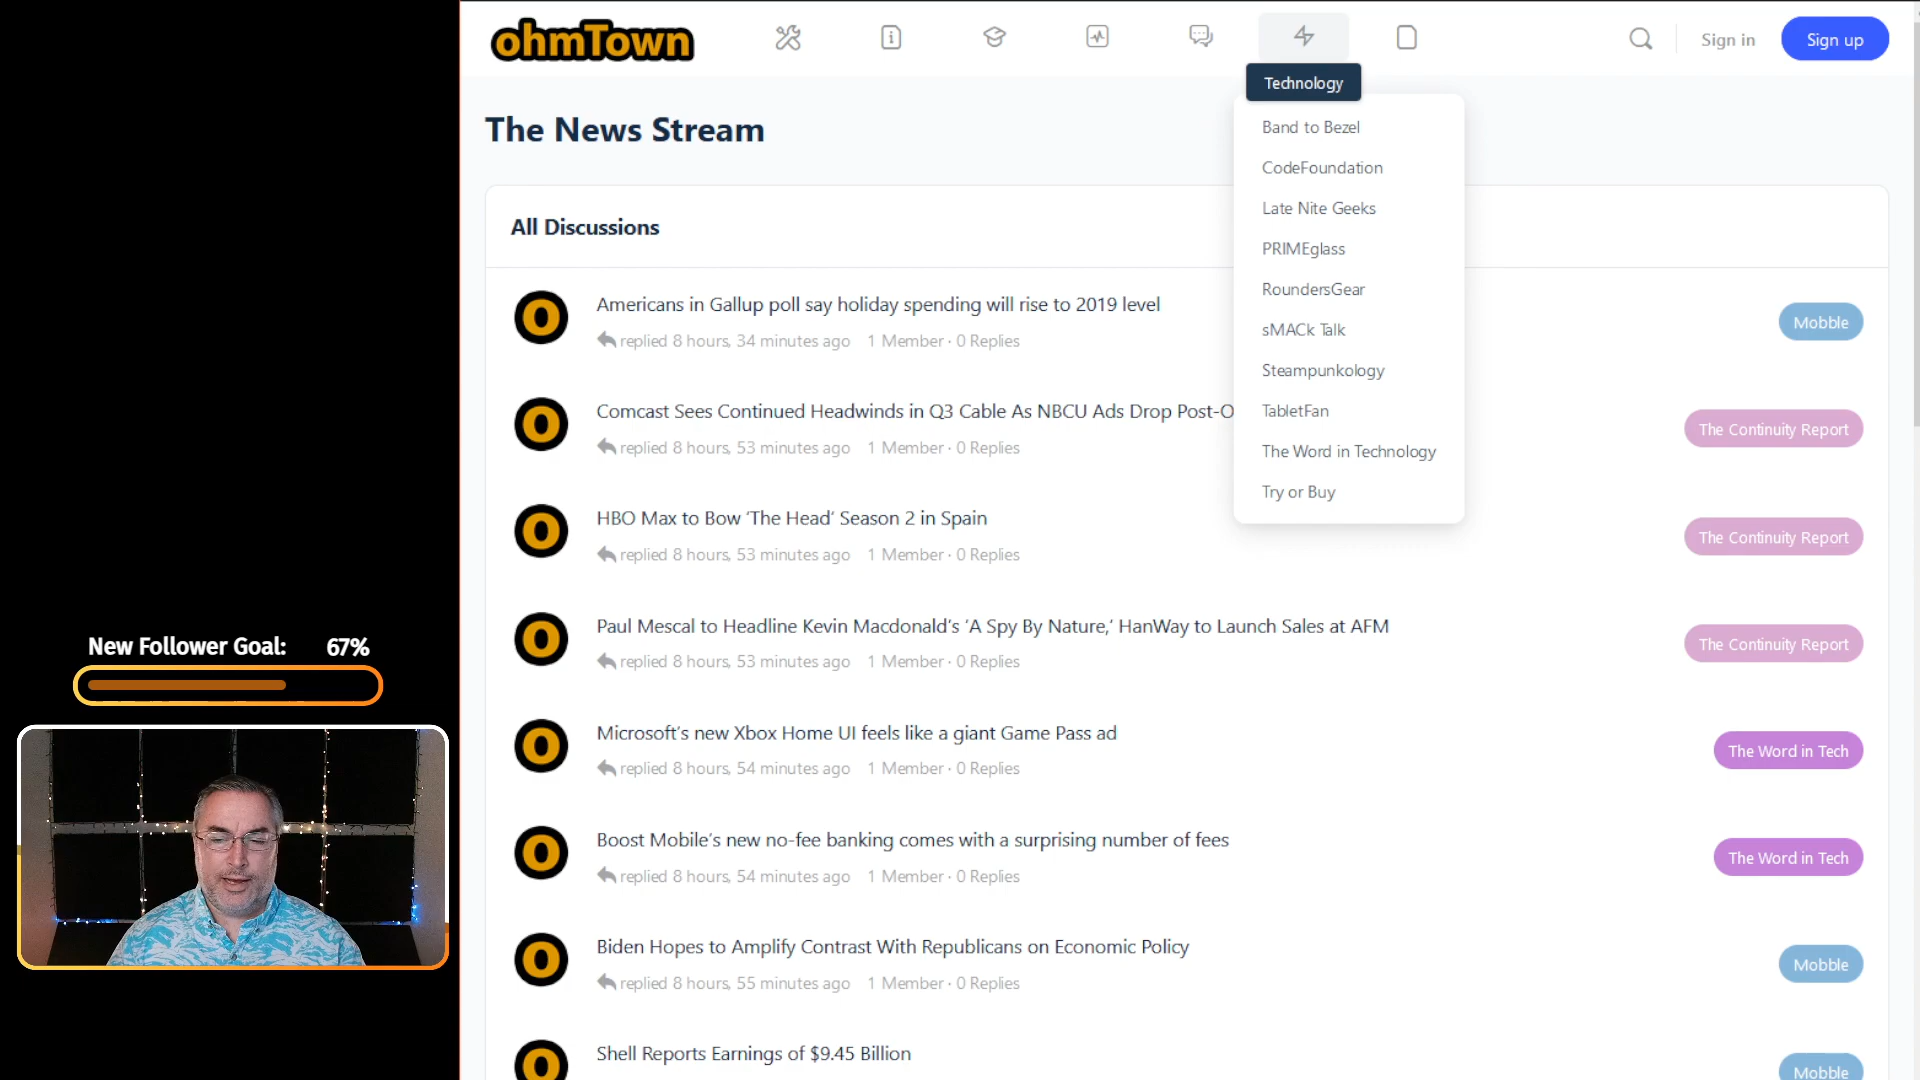 ohmTown
Sign in
Sign up
Technology
Band to Bezel
CodeFoundation
Late Nite Geeks
PRIMEglass
RoundersGear
sMACk Talk
Steampunkology
TabletFan
The Word in Technology
Try or Buy
The News Stream
All Discussions
O
Americans in Gallup poll say holiday spending will rise to 2019 level
replied 8 hours, 34 minutes ago 1 Member · 0 Replies
Mobble
O
Comcast Sees Continued Headwinds in Q3 Cable As NBCU Ads Drop Post-O
replied 8 hours, 53 minutes ago 1 Member · 0 Replies
The Continuity Report
O
HBO Max to Bow ‘The Head’ Season 2 in Spain
replied 8 hours, 53 minutes ago 1 Member · 0 Replies
The Continuity Report
O
Paul Mescal to Headline Kevin Macdonald’s ‘A Spy By Nature,’ HanWay to Launch Sales at AFM
replied 8 hours, 53 minutes ago 1 Member · 0 Replies
The Continuity Report
O
Microsoft’s new Xbox Home UI feels like a giant Game Pass ad
replied 8 hours, 54 minutes ago 1 Member · 0 Replies
The Word in Tech
O
Boost Mobile’s new no-fee banking comes with a surprising number of fees
replied 8 hours, 54 minutes ago 1 Member · 0 Replies
The Word in Tech
O
Biden Hopes to Amplify Contrast With Republicans on Economic Policy
replied 8 hours, 55 minutes ago 1 Member · 0 Replies
Mobble
O
Shell Reports Earnings of $9.45 Billion
Mobble
New Follower Goal: 67%